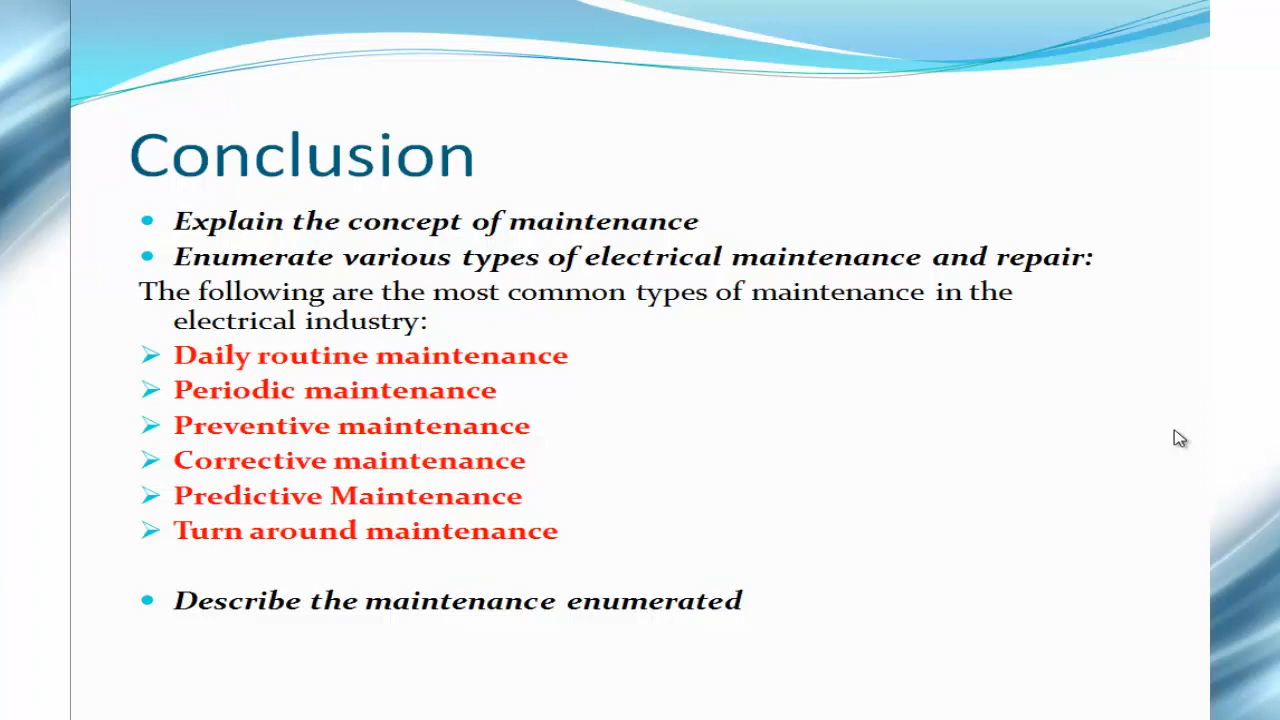 Conclusion
Explain the concept of maintenance
Enumerate various types of electrical maintenance and repair:
The following are the most common types of maintenance in the
electrical industry:
Daily routine maintenance
Periodic maintenance
Preventive maintenance
Corrective maintenance
Predictive Maintenance
Turn around maintenance
Describe the maintenance enumerated